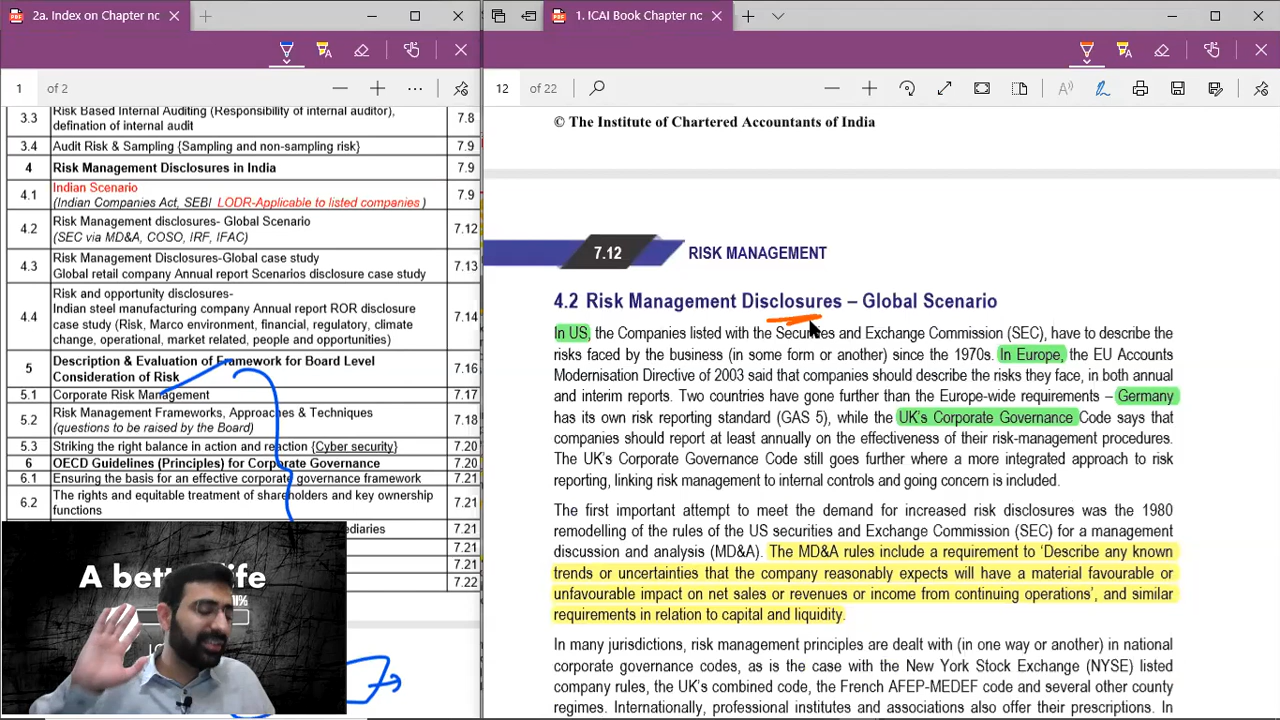 2a. Index on Chapter nc
1. ICAI Book Chapter nc
1 of 2
12 of 22
3.3 Risk Based Internal Auditing (Responsibility of internal auditor), 7.8
defination of internal audit
3.4 Audit Risk & Sampling {Sampling and non-sampling risk} 7.9
4 Risk Management Disclosures in India 7.9
4.1 Indian Scenario 7.9
(Indian Companies Act, SEBI LODR-Applicable to listed companies )
4.2 Risk Management disclosures- Global Scenario 7.12
(SEC via MD&A, COSO, IRF, IFAC)
4.3 Risk Management Disclosures-Global case study 7.13
Global retail company Annual report Scenarios disclosure case study
4.4 Risk and opportunity disclosures- 7.14
Indian steel manufacturing company Annual report ROR disclosure
case study (Risk, Marco environment, financial, regulatory, climate
change, operational, market related, people and opportunities)
5 Description & Evaluation of Framework for Board Level 7.16
Consideration of Risk
5.1 Corporate Risk Management 7.17
5.2 Risk Management Frameworks, Approaches & Techniques 7.18
(questions to be raised by the Board)
5.3 Striking the right balance in action and reaction {Cyber security} 7.20
6 OECD Guidelines (Principles) for Corporate Governance 7.20
6.1 Ensuring the basis for an effective corporate governance framework 7.21
6.2 The rights and equitable treatment of shareholders and key ownership 7.21
functions
ediaries 7.21
7.21
7.21
7.22
A better life
© The Institute of Chartered Accountants of India
7.12 RISK MANAGEMENT
4.2 Risk Management Disclosures – Global Scenario
In US, the Companies listed with the Securities and Exchange Commission (SEC), have to describe the
risks faced by the business (in some form or another) since the 1970s. In Europe, the EU Accounts
Modernisation Directive of 2003 said that companies should describe the risks they face, in both annual
and interim reports. Two countries have gone further than the Europe-wide requirements – Germany
has its own risk reporting standard (GAS 5), while the UK's Corporate Governance Code says that
companies should report at least annually on the effectiveness of their risk-management procedures.
The UK's Corporate Governance Code still goes further where a more integrated approach to risk
reporting, linking risk management to internal controls and going concern is included.
The first important attempt to meet the demand for increased risk disclosures was the 1980
remodelling of the rules of the US securities and Exchange Commission (SEC) for a management
discussion and analysis (MD&A). The MD&A rules include a requirement to 'Describe any known
trends or uncertainties that the company reasonably expects will have a material favourable or
unfavourable impact on net sales or revenues or income from continuing operations', and similar
requirements in relation to capital and liquidity.
In many jurisdictions, risk management principles are dealt with (in one way or another) in national
corporate governance codes, as is the case with the New York Stock Exchange (NYSE) listed
company rules, the UK's combined code, the French AFEP-MEDEF code and several other county
regimes. Internationally, professional institutes and associations also offer their prescriptions. In